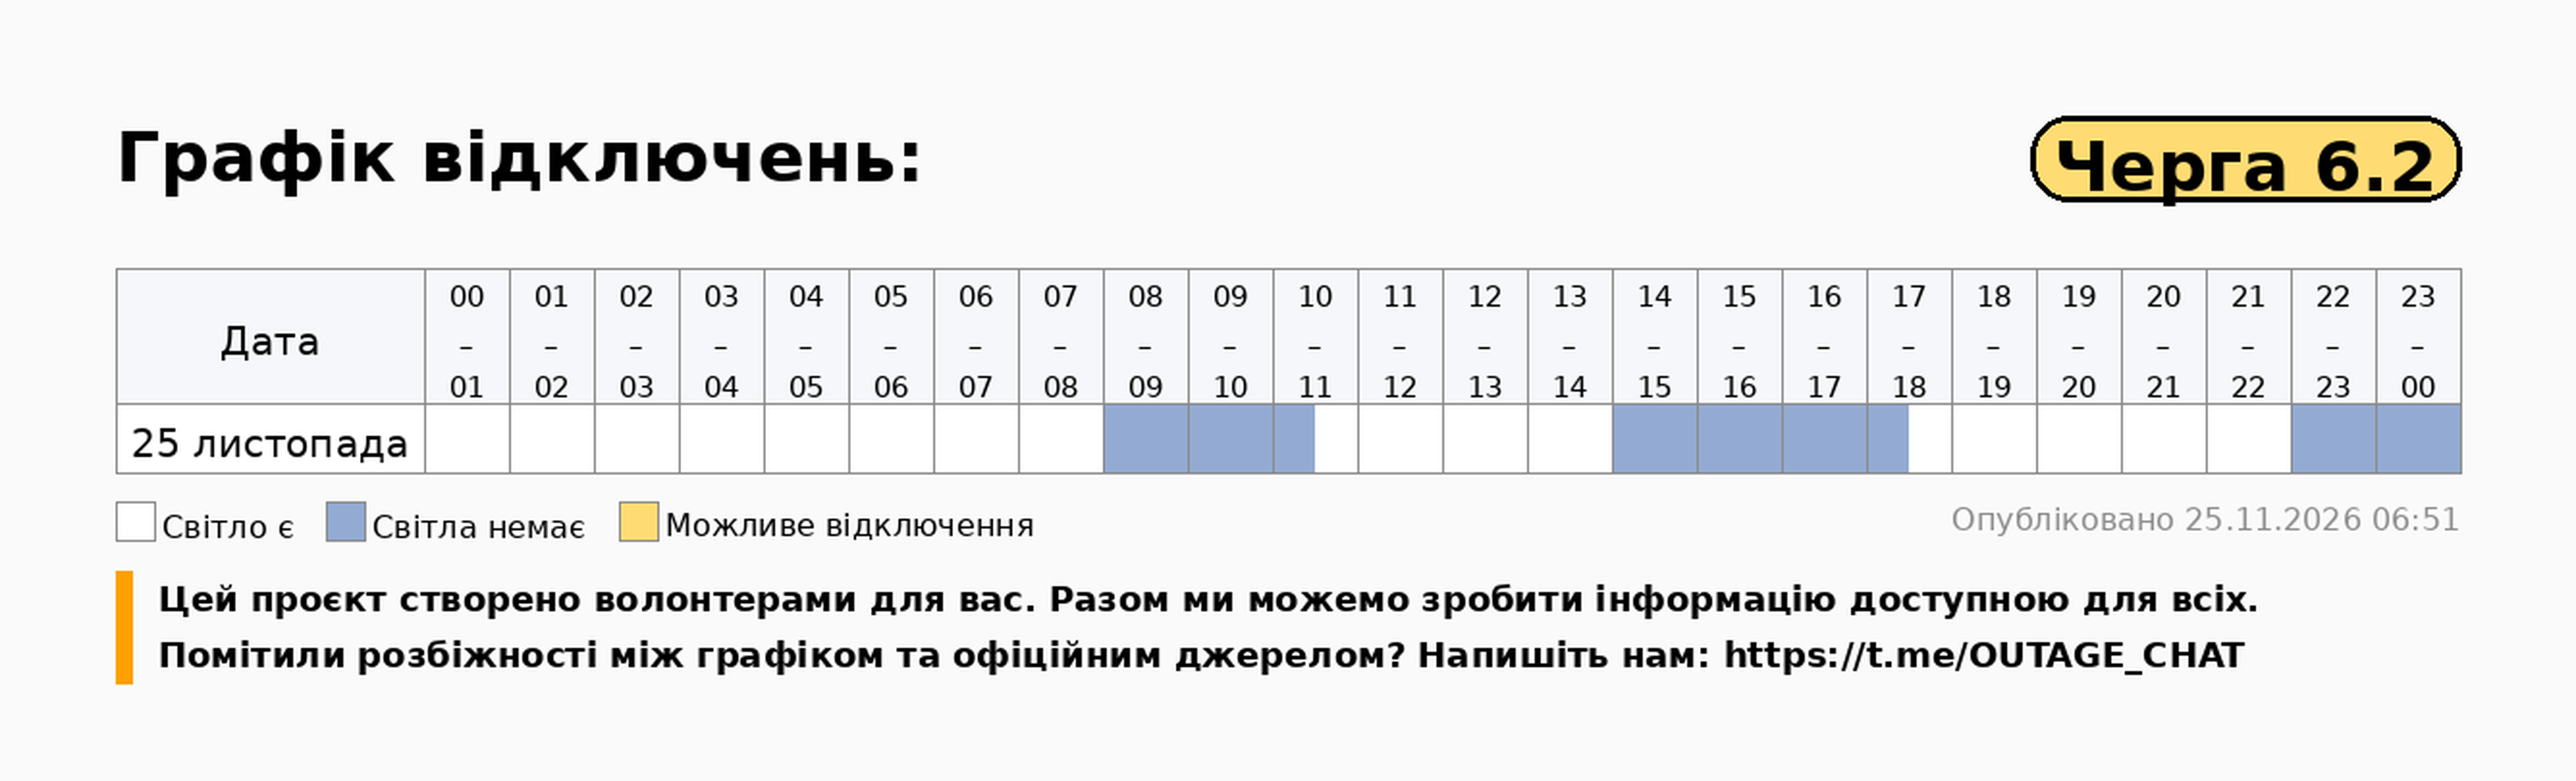 Графік відключень:
Черга 6.2
Дата
00 – 01
01 – 02
02 – 03
03 – 04
04 – 05
05 – 06
06 – 07
07 – 08
08 – 09
09 – 10
10 – 11
11 – 12
12 – 13
13 – 14
14 – 15
15 – 16
16 – 17
17 – 18
18 – 19
19 – 20
20 – 21
21 – 22
22 – 23
23 – 00
25 листопада
Світло є
Світла немає
Можливе відключення
Опубліковано 25.11.2026 06:51
Цей проєкт створено волонтерами для вас. Разом ми можемо зробити інформацію доступною для всіх.
Помітили розбіжності між графіком та офіційним джерелом? Напишіть нам: https://t.me/OUTAGE_CHAT